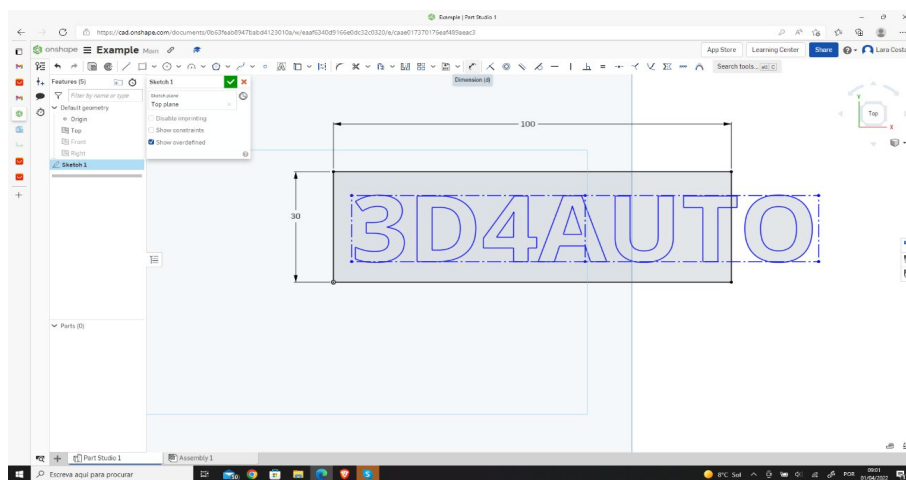 Example | Part Studio 1
https://cad.onshape.com/documents/0b63feab8947babd4123010a/w/eaaf6340d9166e0dc32c0320/e/caae017370176eaf489aeac3
onshape Example Main
App Store Learning Center Share Lara Costa
Search tools... alt C
Features (5)
Sketch 1
Dimension (d)
Filter by name or type
Sketch plane
Top plane
Default geometry
Origin
Disable imprinting
Top
Show constraints
Front
Show overdefined
Right
Sketch 1
Y
Top
X
100
30
3D4AUTO
Parts (0)
Part Studio 1
Assembly 1
Escreva aqui para procurar
8°C Sol
POR
09:01
01/04/2022